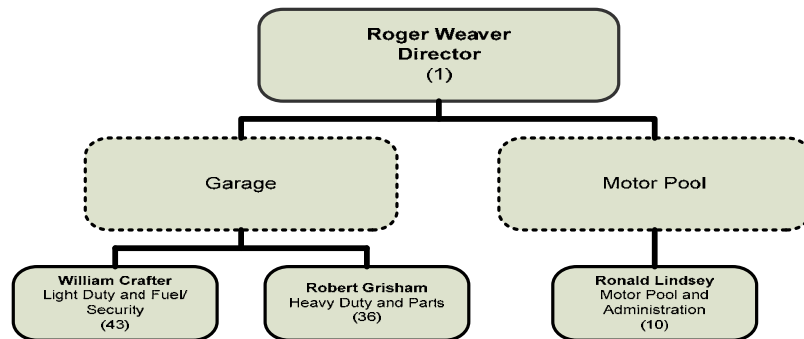 Roger Weaver
Director
(1)
Garage
Motor Pool
William Crafter
Light Duty and Fuel/
Security
(43)
Robert Grisham
Heavy Duty and Parts
(36)
Ronald Lindsey
Motor Pool and
Administration
(10)